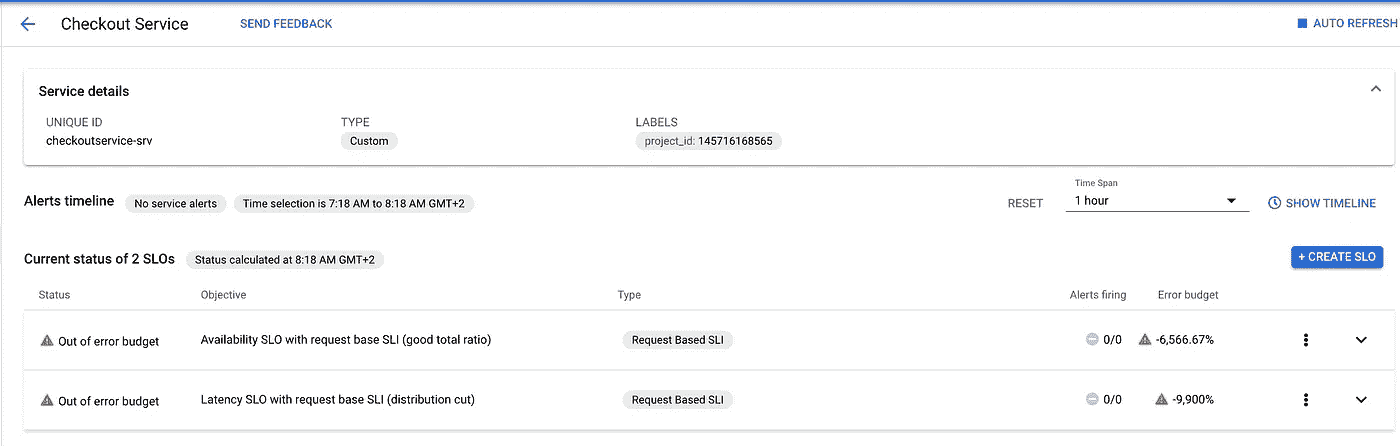 Checkout Service SEND FEEDBACK AUTO REFRESH
Service details
UNIQUE ID TYPE LABELS
checkoutservice-srv Custom project_id: 145716168565
Time Span
Alerts timeline No service alerts Time selection is 7:18 AM to 8:18 AM GMT+2 RESET 1 hour SHOW TIMELINE
Current status of 2 SLOs Status calculated at 8:18 AM GMT+2 + CREATE SLO
Status Objective Type Alerts firing Error budget
Out of error budget Availability SLO with request base SLI (good total ratio) Request Based SLI 0/0 -6,566.67%
Out of error budget Latency SLO with request base SLI (distribution cut) Request Based SLI 0/0 -9,900%